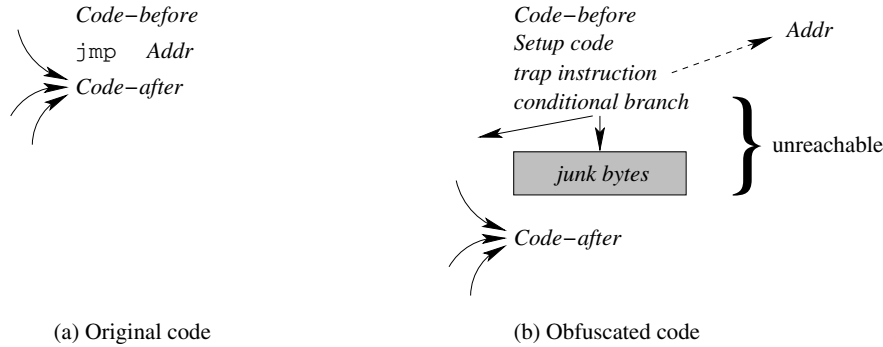 Code−before
jmp Addr
Code−after
(a) Original code
Code−before
Setup code
trap instruction
conditional branch
Addr
unreachable
junk bytes
Code−after
(b) Obfuscated code